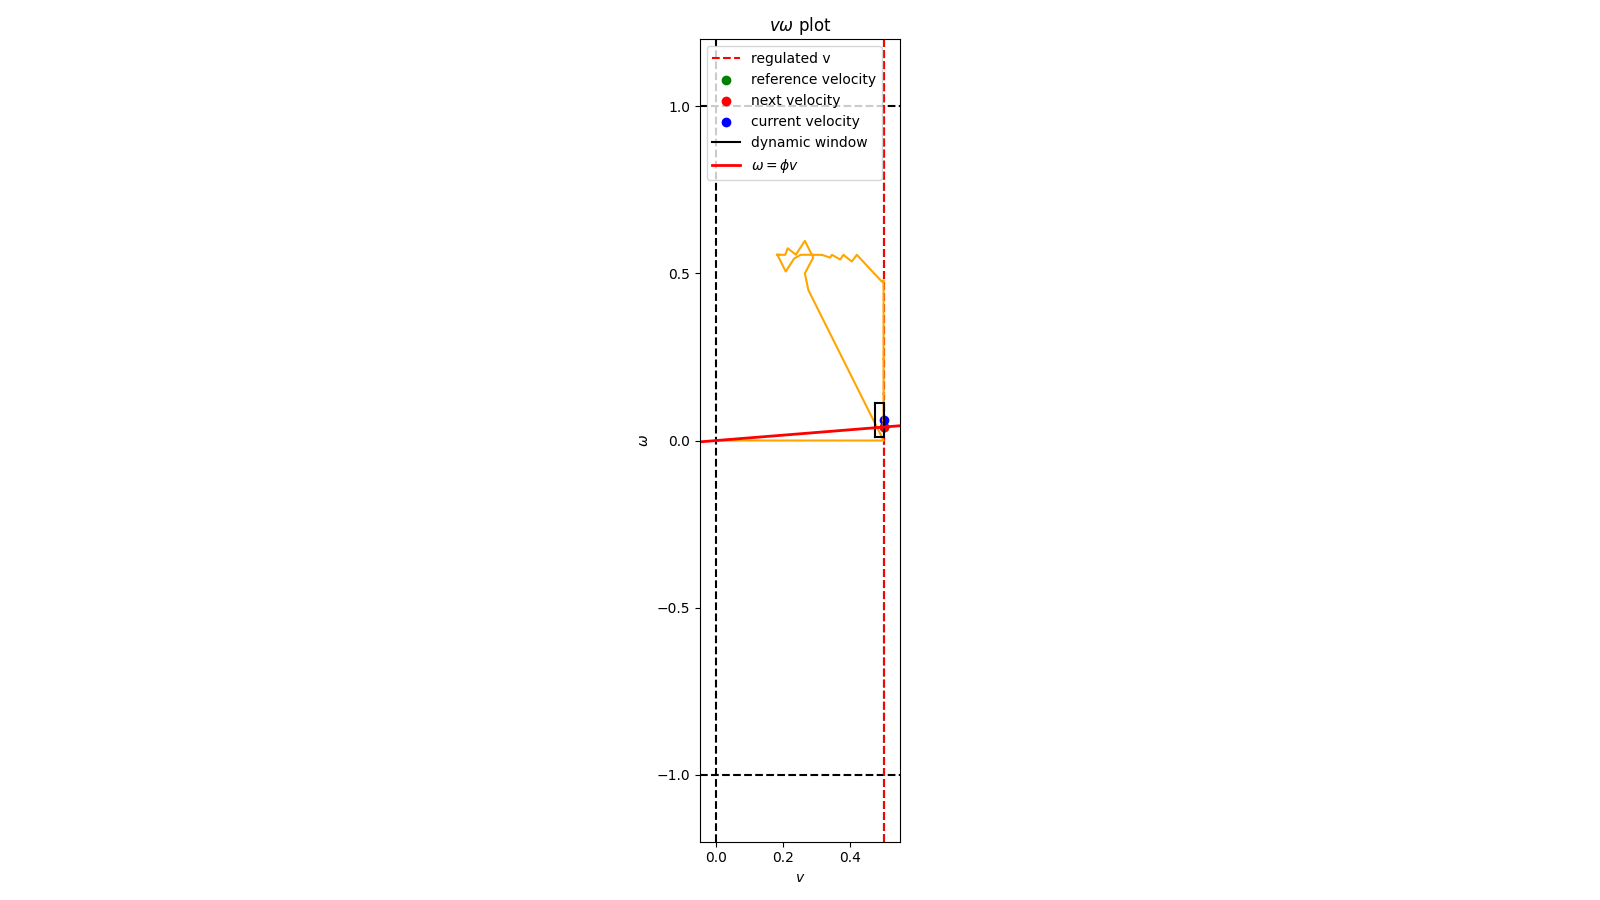 vω plot
regulated v
reference velocity
next velocity
current velocity
dynamic window
ω = ϕv
1.0
0.5
0.0
−0.5
−1.0
ω
0.0 0.2 0.4
v